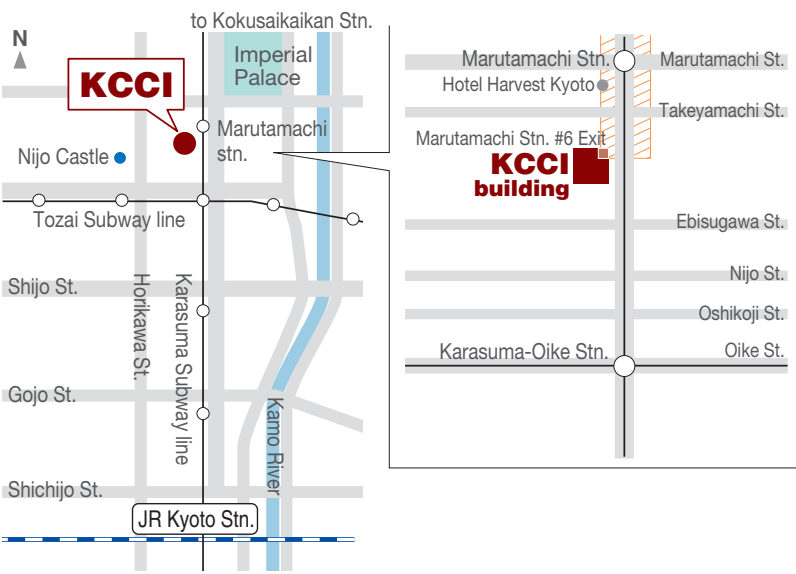 to Kokusaikaikan Stn.
N
Imperial
Palace
KCCI
Marutamachi
stn.
Nijo Castle
Tozai Subway line
Shijo St.
Horikawa St.
Karasuma Subway line
Gojo St.
Kamo River
Shichijo St.
JR Kyoto Stn.
Marutamachi Stn.
Marutamachi St.
Hotel Harvest Kyoto
Takeyamachi St.
Marutamachi Stn. #6 Exit
KCCI
building
Ebisugawa St.
Nijo St.
Oshikoji St.
Karasuma-Oike Stn.
Oike St.